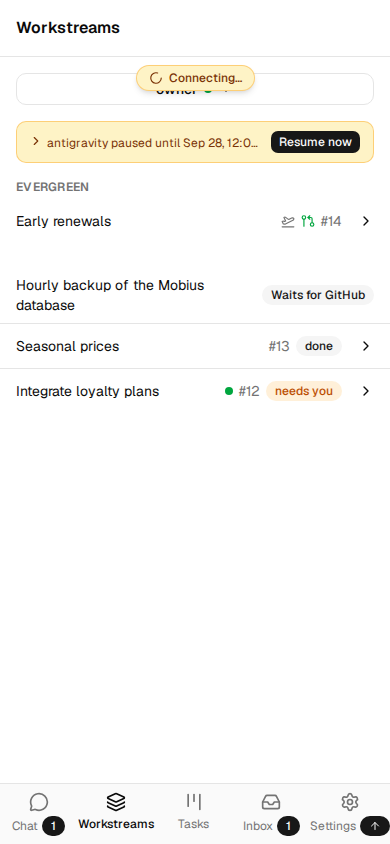 Workstreams
Connecting...
antigravity paused until Sep 28, 12:0... Resume now
EVERGREEN
Early renewals #14
Hourly backup of the Mobius
database
Waits for GitHub
Seasonal prices #13 done
Integrate loyalty plans #12 needs you
Chat 1 Workstreams Tasks Inbox 1 Settings